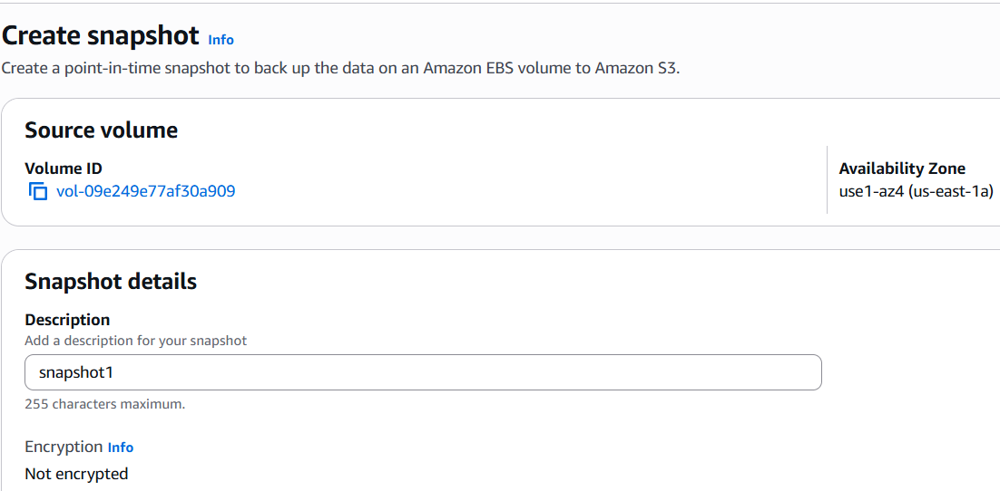 Create snapshot Info
Create a point-in-time snapshot to back up the data on an Amazon EBS volume to Amazon S3.
Source volume
Volume ID
vol-09e249e77af30a909
Availability Zone
use1-az4 (us-east-1a)
Snapshot details
Description
Add a description for your snapshot
snapshot1
255 characters maximum.
Encryption Info
Not encrypted